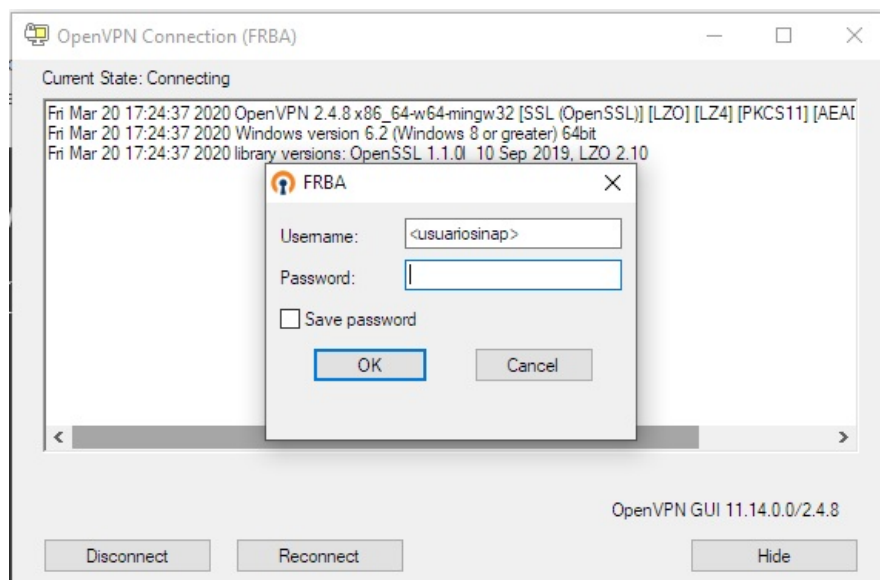 OpenVPN Connection (FRBA)
Current State: Connecting
Fri Mar 20 17:24:37 2020 OpenVPN 2.4.8 x86_64-w64-mingw32 [SSL (OpenSSL)] [LZO] [LZ4] [PKCS11] [AEAD
Fri Mar 20 17:24:37 2020 Windows version 6.2 (Windows 8 or greater) 64bit
Fri Mar 20 17:24:37 2020 library versions: OpenSSL 1.1.0l 10 Sep 2019, LZO 2.10
FRBA
Username: <usuariosinap>
Password:
Save password
OK Cancel
OpenVPN GUI 11.14.0.0/2.4.8
Disconnect Reconnect Hide